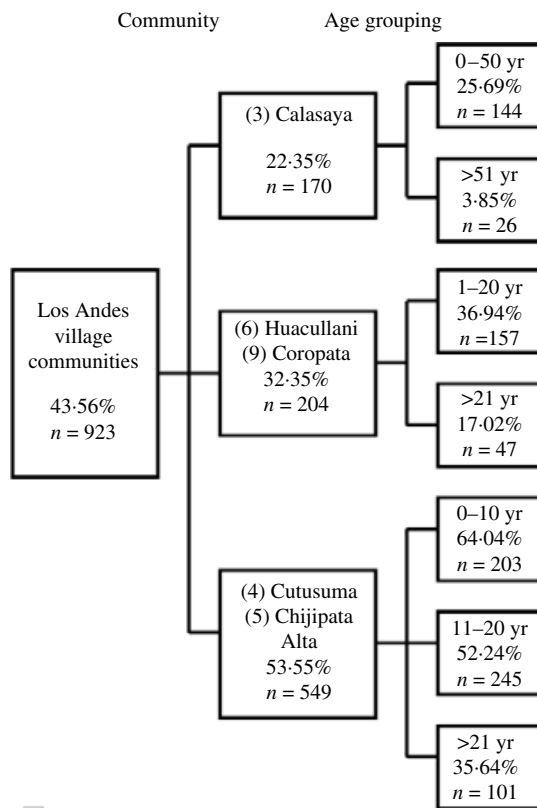 Community
Age grouping
Los Andes
village
communities
43·56%
n = 923
(3) Calasaya
22·35%
n = 170
0–50 yr
25·69%
n = 144
>51 yr
3·85%
n = 26
(6) Huacullani
(9) Coropata
32·35%
n = 204
1–20 yr
36·94%
n =157
>21 yr
17·02%
n = 47
(4) Cutusuma
(5) Chijipata
Alta
53·55%
n = 549
0–10 yr
64·04%
n = 203
11–20 yr
52·24%
n = 245
>21 yr
35·64%
n = 101